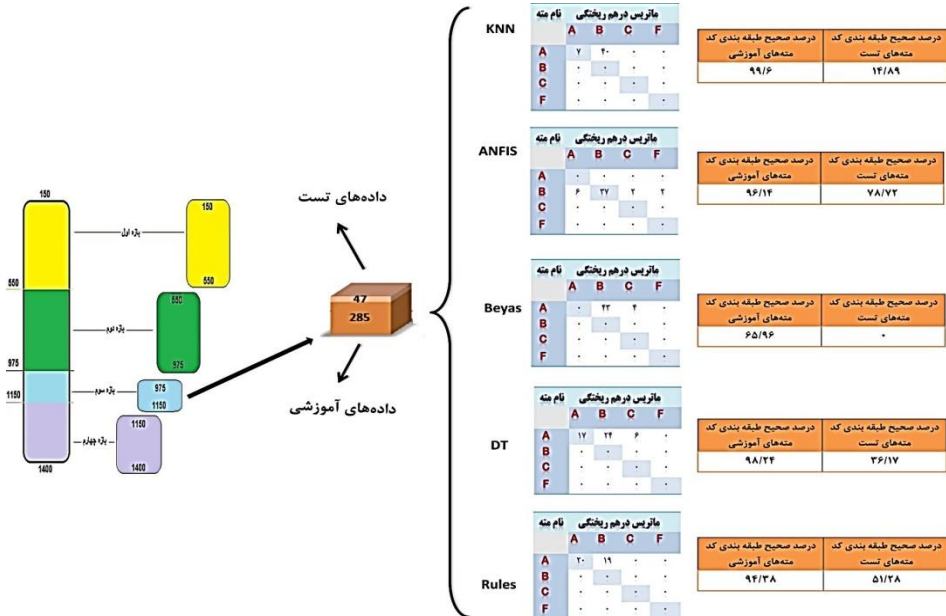 150
550
975
1150
1400
بازه اول
بازه دوم
بازه سوم
بازه چهارم
150
550
550
975
975
1150
1150
1400
داده‌های تست
47
285
داده‌های آموزشی
KNN
نام مته ماتریس درهم ریختگی
A B C F
A ۷ ۴۰ ۰ ۰
B ۰ ۰ ۰ ۰
C ۰ ۰ ۰ ۰
F ۰ ۰ ۰ ۰
درصد صحیح طبقه بندی کد مته‌های آموزشی
درصد صحیح طبقه بندی کد مته‌های تست
۹۹/۶ ۱۴/۸۹
ANFIS
نام مته ماتریس درهم ریختگی
A B C F
A ۰ ۰ ۰ ۰
B ۶ ۳۷ ۲ ۲
C ۰ ۰ ۰ ۰
F ۰ ۰ ۰ ۰
درصد صحیح طبقه بندی کد مته‌های آموزشی
درصد صحیح طبقه بندی کد مته‌های تست
۹۶/۱۴ ۷۸/۷۲
Beyas
نام مته ماتریس درهم ریختگی
A B C F
A ۰ ۴۳ ۴ ۰
B ۰ ۰ ۰ ۰
C ۰ ۰ ۰ ۰
F ۰ ۰ ۰ ۰
درصد صحیح طبقه بندی کد مته‌های آموزشی
درصد صحیح طبقه بندی کد مته‌های تست
۶۵/۹۶ ۰
DT
نام مته ماتریس درهم ریختگی
A B C F
A ۱۷ ۲۴ ۶ ۰
B ۰ ۰ ۰ ۰
C ۰ ۰ ۰ ۰
F ۰ ۰ ۰ ۰
درصد صحیح طبقه بندی کد مته‌های آموزشی
درصد صحیح طبقه بندی کد مته‌های تست
۹۸/۲۴ ۳۶/۱۷
Rules
نام مته ماتریس درهم ریختگی
A B C F
A ۲۰ ۱۹ ۰ ۰
B ۰ ۰ ۰ ۰
C ۰ ۰ ۰ ۰
F ۰ ۰ ۰ ۰
درصد صحیح طبقه بندی کد مته‌های آموزشی
درصد صحیح طبقه بندی کد مته‌های تست
۹۴/۳۸ ۵۱/۲۸